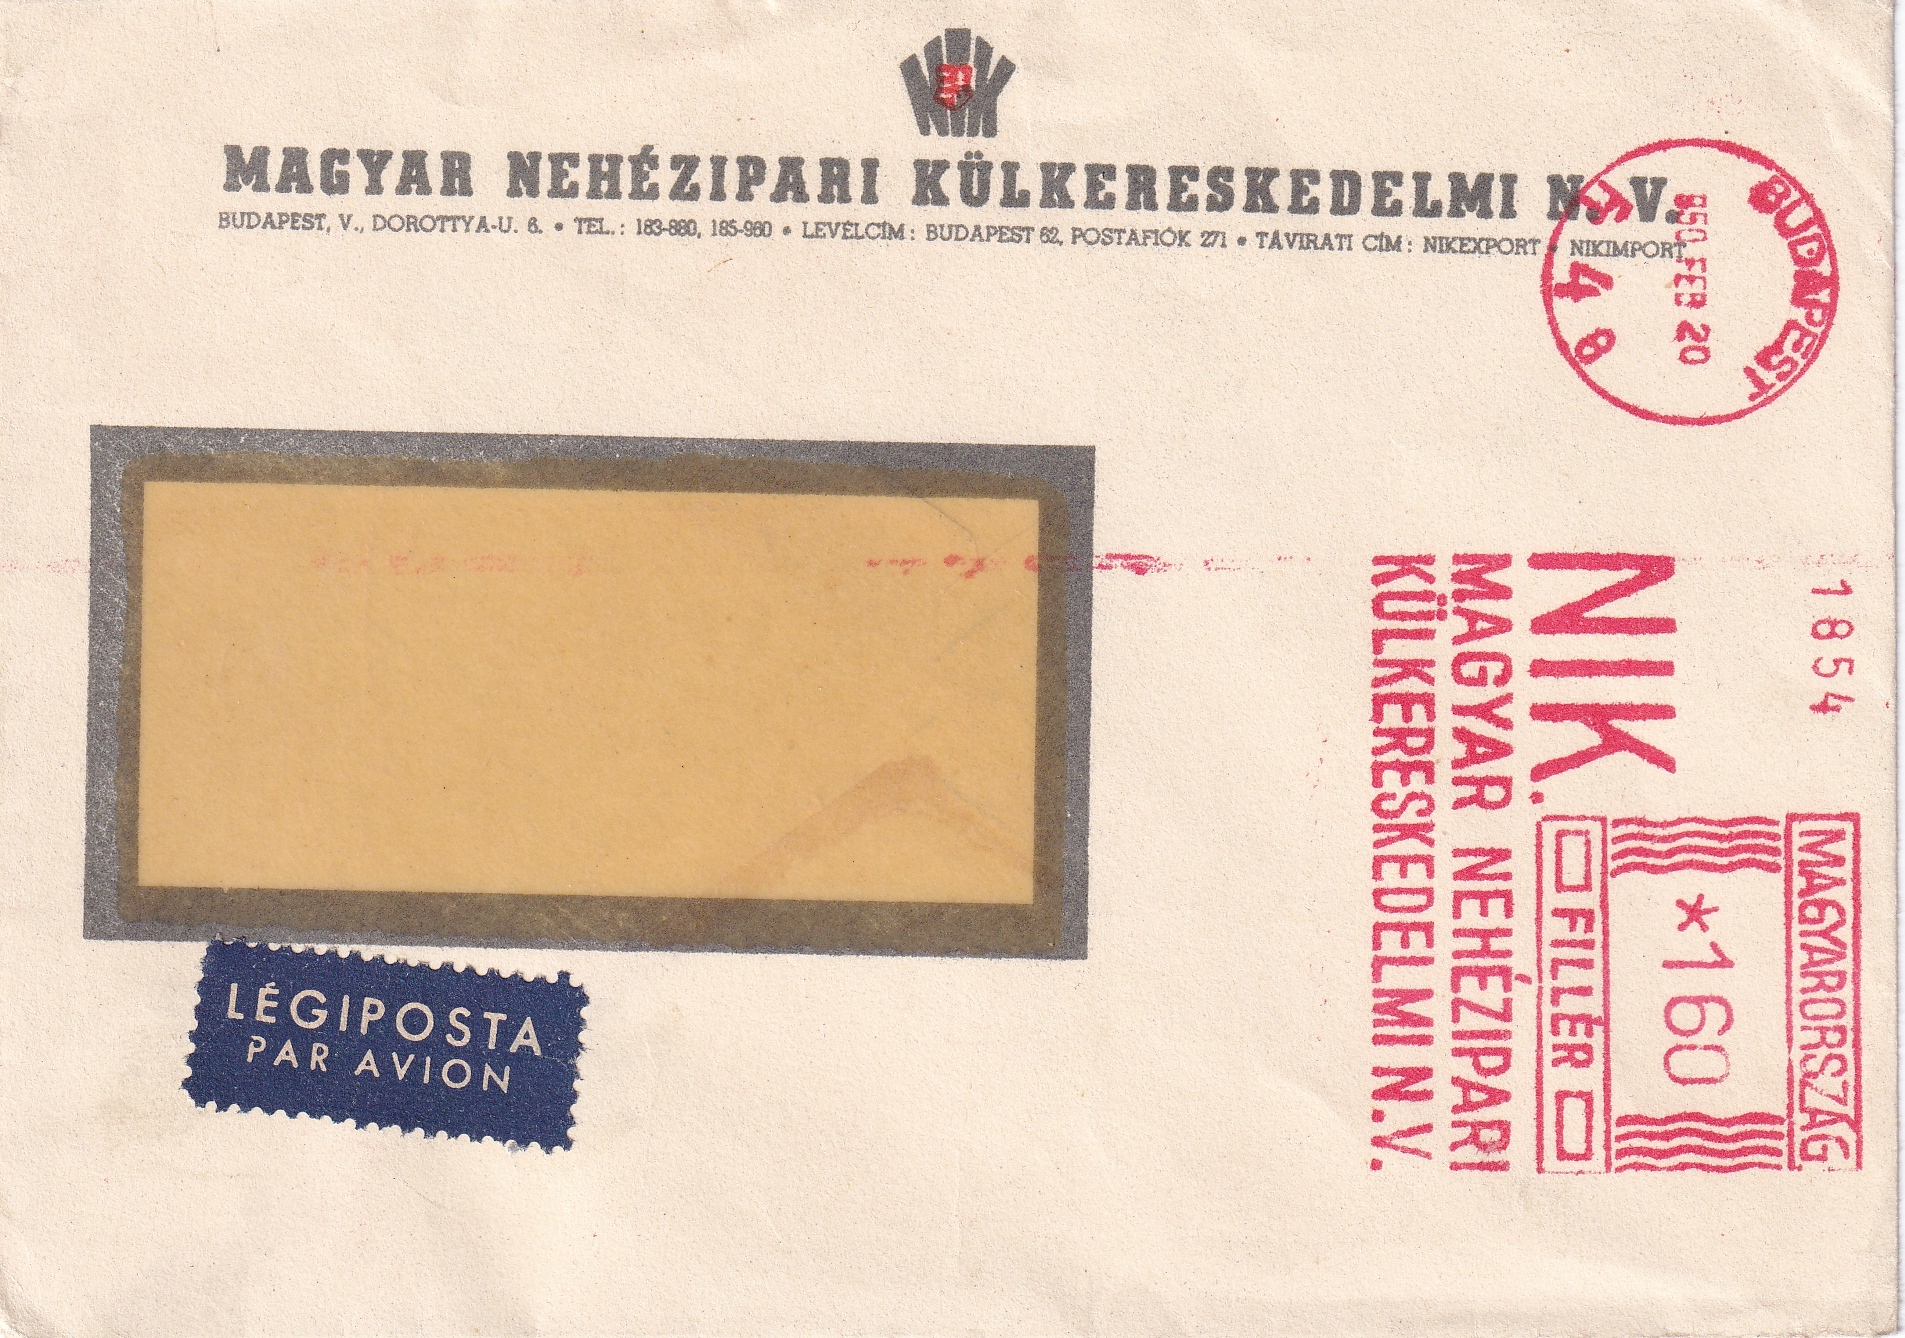 NIK
MAGYAR NEHÉZIPARI KÜLKERESKEDELMI N. V.
BUDAPEST, V., DOROTTYA-U. 6. • TEL.: 183-880, 185-960 • LEVÉLCÍM: BUDAPEST 62, POSTAFIÓK 271 • TÁVIRATI CÍM: NIKEXPORT • NIKIMPORT
BUDAPEST
950 FEB 20
4 8
1854
NIK.
MAGYAR NEHÉZIPARI
KÜLKERESKEDELMI N.V.
MAGYARORSZÁG
*160
FILLÉR
LÉGIPOSTA
PAR AVION